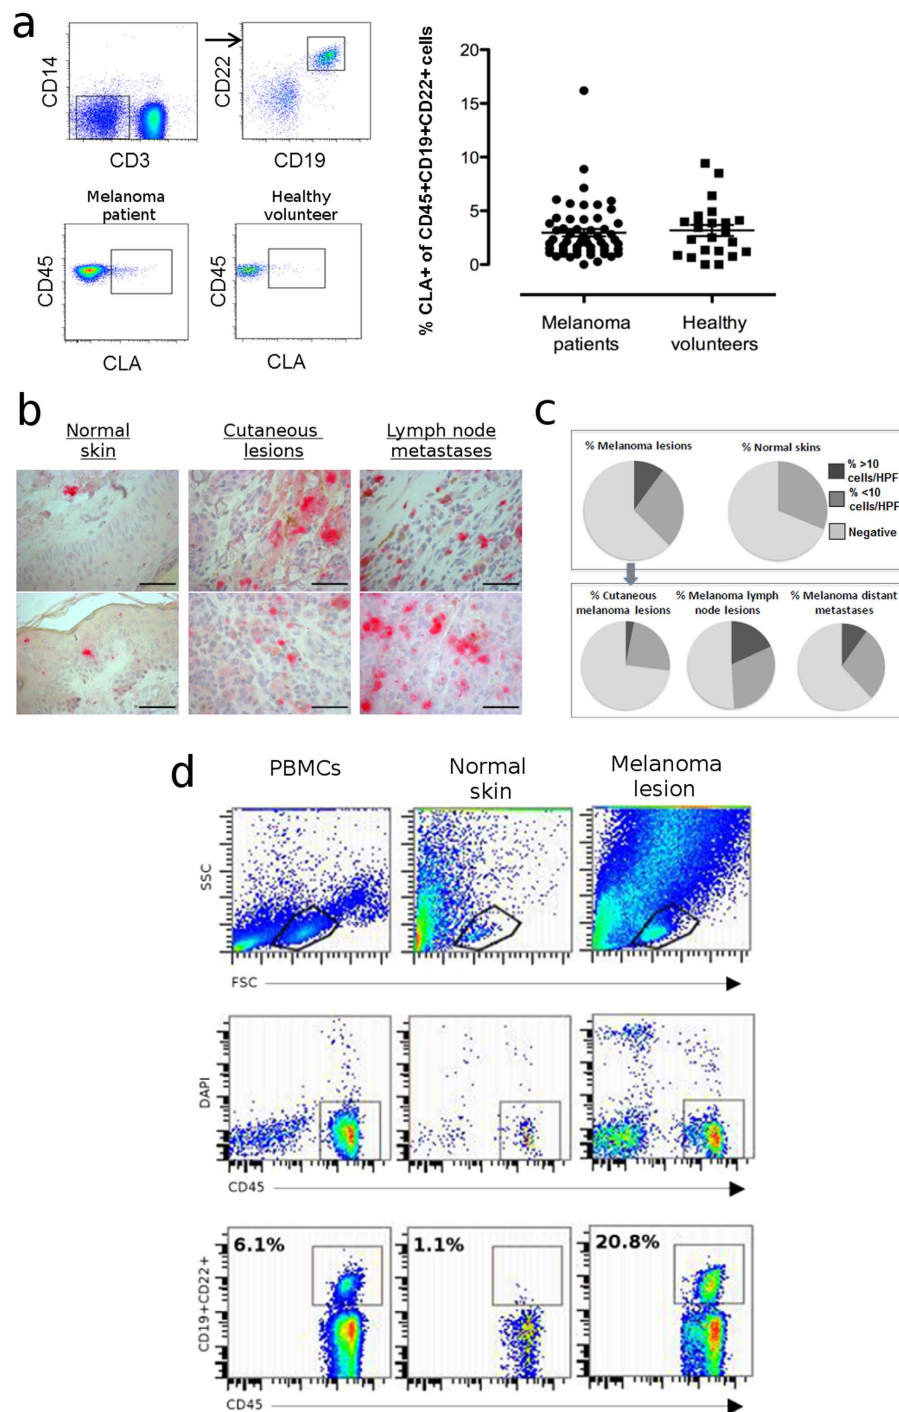 a
CD14
CD3
CD22
CD19
Melanoma
patient
Healthy
volunteer
CD45
CLA
CD45
CLA
% CLA+ of CD45+CD19+CD22+ cells
20
15
10
5
0
Melanoma
patients
Healthy
volunteers
b
Normal
skin
Cutaneous
lesions
Lymph node
metastases
c
% Melanoma lesions
% Normal skins
% >10
cells/HPF
% <10
cells/HPF
Negative
% Cutaneous
melanoma lesions
% Melanoma lymph
node lesions
% Melanoma distant
metastases
d
PBMCs
Normal
skin
Melanoma
lesion
SSC
FSC
DAPI
CD45
CD19+CD22+
6.1%
1.1%
20.8%
CD45